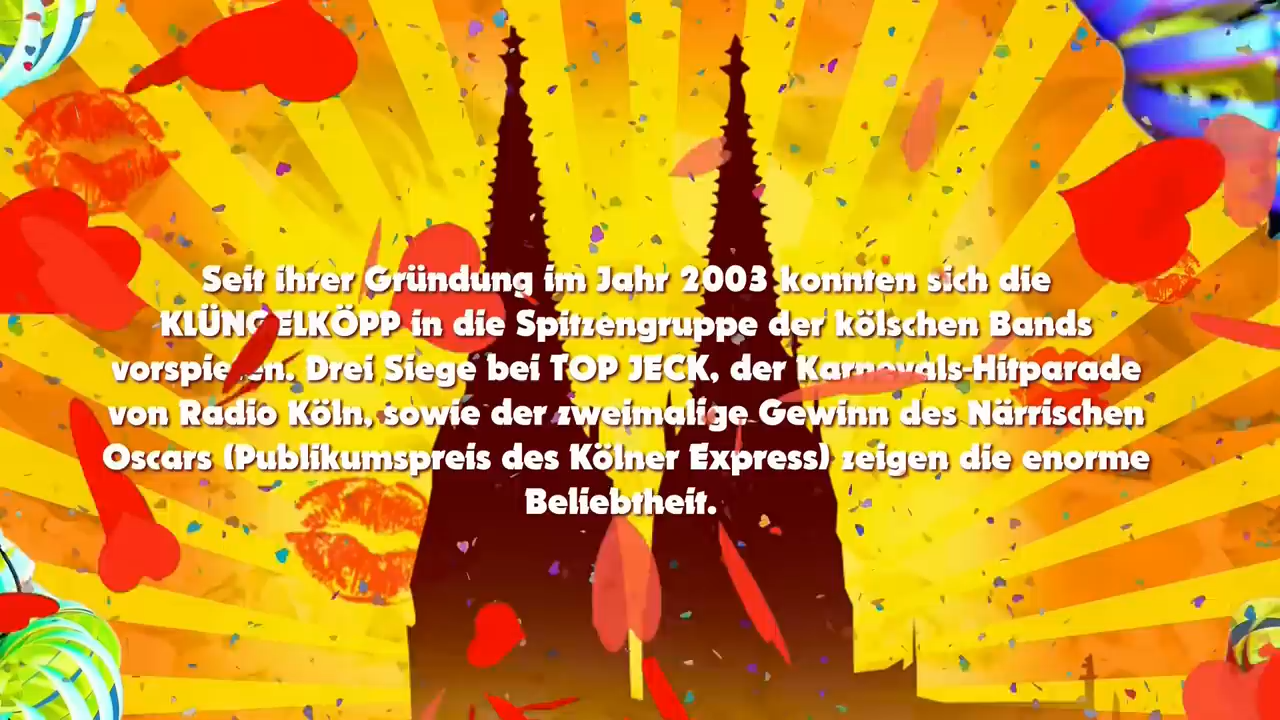 Seit ihrer Gründung im Jahr 2003 konnten sich die
KLÜNGELKÖPP in die Spitzengruppe der kölschen Bands
vorspielen. Drei Siege bei TOP JECK, der Karnevals-Hitparade
von Radio Köln, sowie der zweimalige Gewinn des Närrischen
Oscars (Publikumspreis des Kölner Express) zeigen die enorme
Beliebtheit.